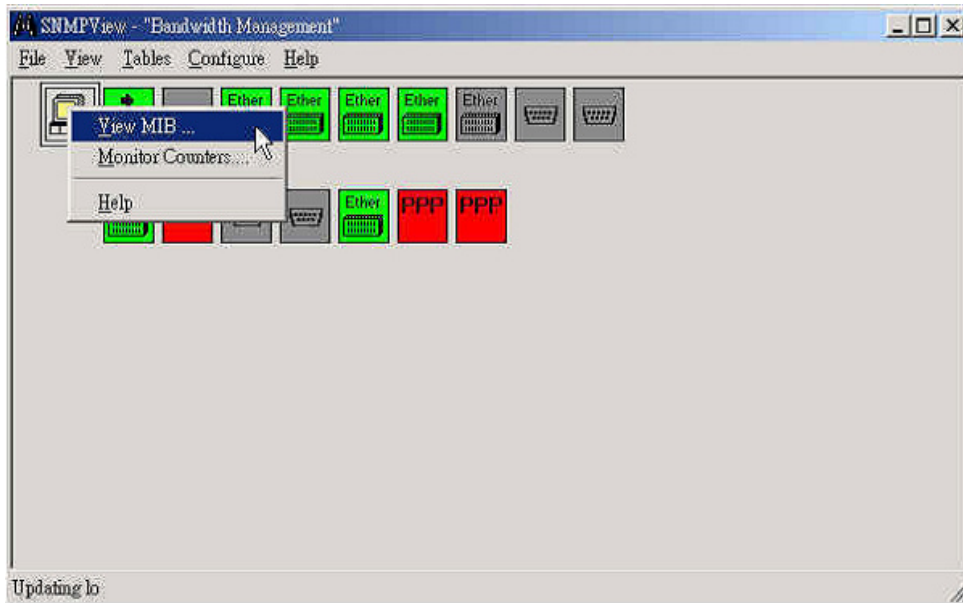 SNMPView - "Bandwidth Management"
File View Tables Configure Help
Ether Ether Ether Ether Ether
View MIB ...
Monitor Counters....
Help
Ether PPP PPP
Updating lo